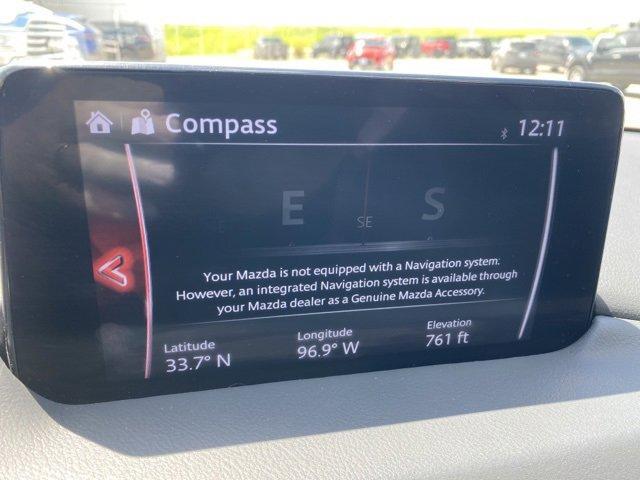 Compass
12:11
E SE S
Your Mazda is not equipped with a Navigation system.
However, an integrated Navigation system is available through
your Mazda dealer as a Genuine Mazda Accessory.
Latitude Longitude Elevation
33.7° N 96.9° W 761 ft